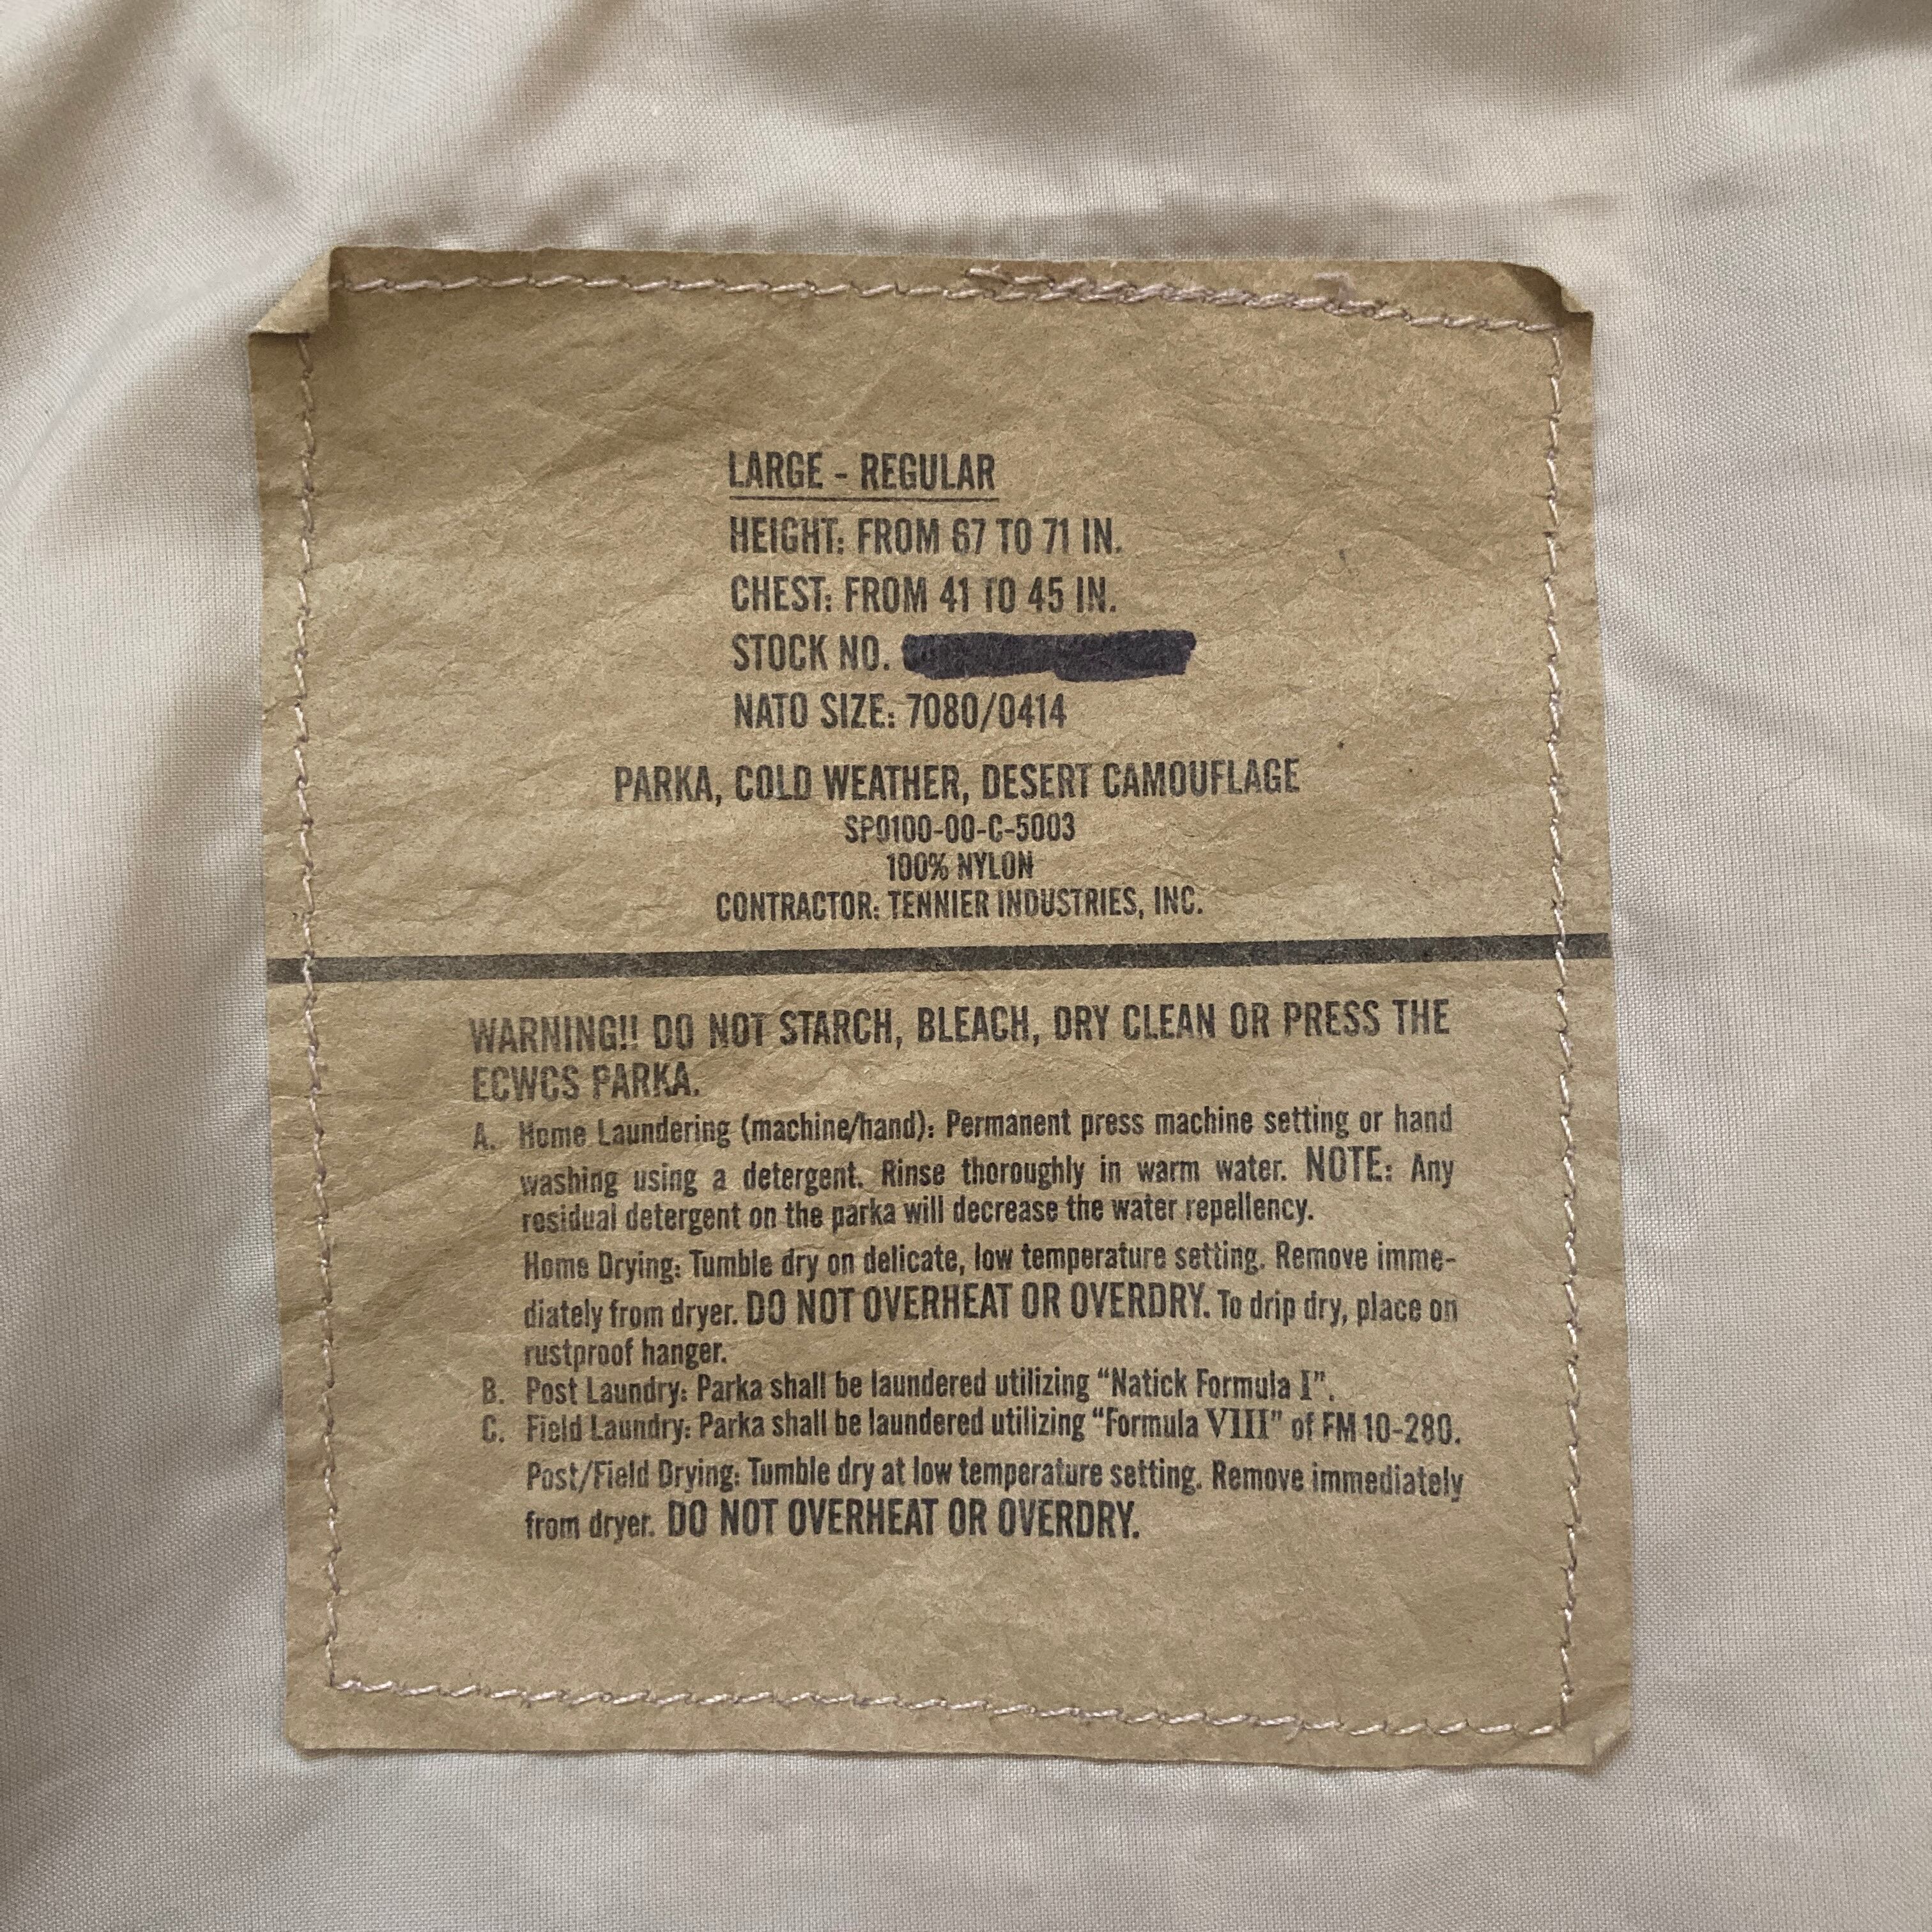 LARGE - REGULAR
HEIGHT: FROM 67 TO 71 IN.
CHEST: FROM 41 TO 45 IN.
STOCK NO.
NATO SIZE: 7080/0414
PARKA, COLD WEATHER, DESERT CAMOUFLAGE
SP0100-00-C-5003
100% NYLON
CONTRACTOR: TENNIER INDUSTRIES, INC.
WARNING!! DO NOT STARCH, BLEACH, DRY CLEAN OR PRESS THE
ECWCS PARKA.
A. Home Laundering (machine/hand): Permanent press machine setting or hand
washing using a detergent. Rinse thoroughly in warm water. NOTE: Any
residual detergent on the parka will decrease the water repellency.
Home Drying: Tumble dry on delicate, low temperature setting. Remove imme-
diately from dryer. DO NOT OVERHEAT OR OVERDRY. To drip dry, place on
rustproof hanger.
B. Post Laundry: Parka shall be laundered utilizing “Natick Formula I”.
C. Field Laundry: Parka shall be laundered utilizing “Formula VIII” of FM 10-280.
Post/Field Drying: Tumble dry at low temperature setting. Remove immediately
from dryer. DO NOT OVERHEAT OR OVERDRY.